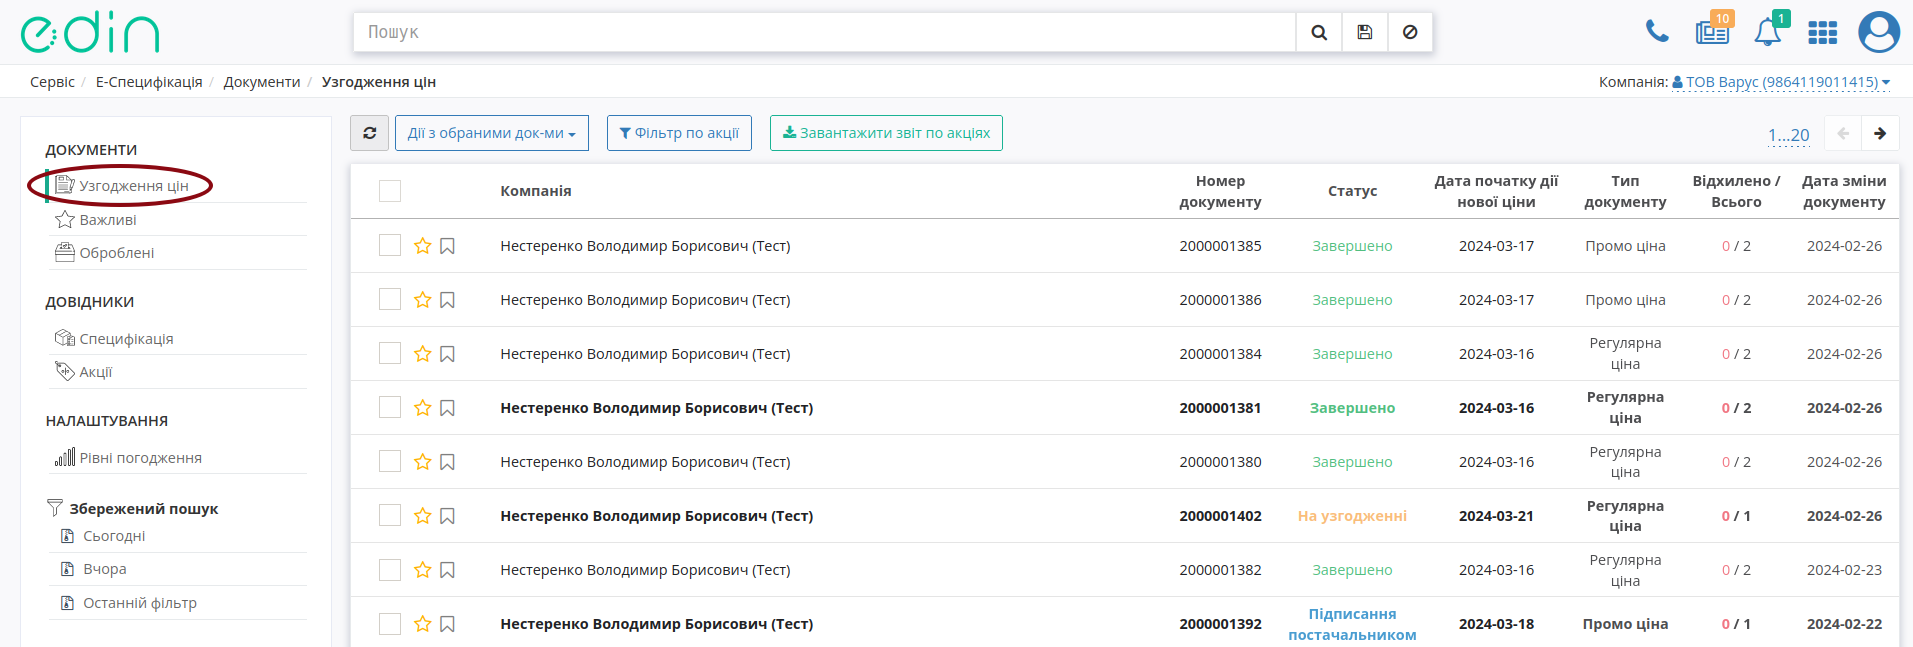 edin
Пошук
10
1
Сервіс / Е-Специфікація / Документи / Узгодження цін
Компанія: ТОВ Варус (9864119011415)
ДОКУМЕНТИ
Узгодження цін
Важливі
Оброблені
ДОВІДНИКИ
Специфікація
Акції
НАЛАШТУВАННЯ
Рівні погодження
Збережений пошук
Сьогодні
Вчора
Останній фільтр
Дії з обраними док-ми
Фільтр по акції
Завантажити звіт по акціях
1...20
Компанія
Номер документу
Статус
Дата початку дії нової ціни
Тип документу
Відхилено / Всього
Дата зміни документу
Нестеренко Володимир Борисович (Тест) 2000001385 Завершено 2024-03-17 Промо ціна 0 / 2 2024-02-26
Нестеренко Володимир Борисович (Тест) 2000001386 Завершено 2024-03-17 Промо ціна 0 / 2 2024-02-26
Нестеренко Володимир Борисович (Тест) 2000001384 Завершено 2024-03-16 Регулярна ціна 0 / 2 2024-02-26
Нестеренко Володимир Борисович (Тест) 2000001381 Завершено 2024-03-16 Регулярна ціна 0 / 2 2024-02-26
Нестеренко Володимир Борисович (Тест) 2000001380 Завершено 2024-03-16 Регулярна ціна 0 / 2 2024-02-26
Нестеренко Володимир Борисович (Тест) 2000001402 На узгодженні 2024-03-21 Регулярна ціна 0 / 1 2024-02-26
Нестеренко Володимир Борисович (Тест) 2000001382 Завершено 2024-03-16 Регулярна ціна 0 / 2 2024-02-23
Нестеренко Володимир Борисович (Тест) 2000001392 Підписання постачальником 2024-03-18 Промо ціна 0 / 1 2024-02-22